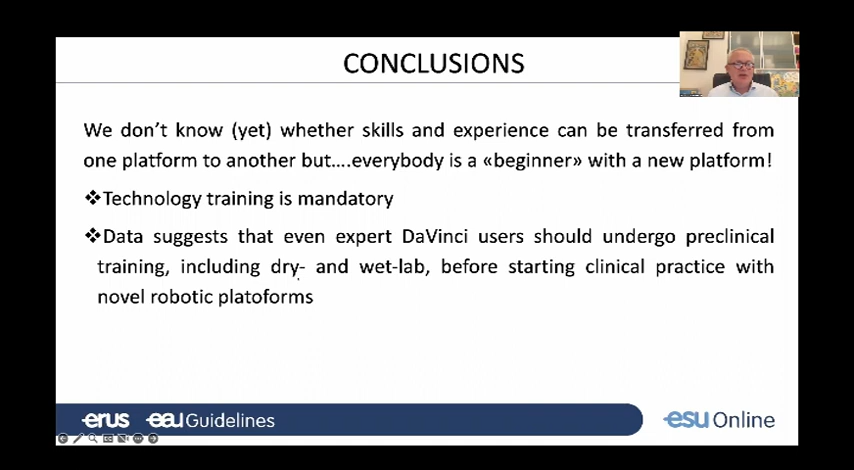 CONCLUSIONS
We don't know (yet) whether skills and experience can be transferred from
one platform to another but....everybody is a «beginner» with a new platform!
❖Technology training is mandatory
❖Data suggests that even expert DaVinci users should undergo preclinical
training, including dry- and wet-lab, before starting clinical practice with
novel robotic platoforms
erus eau Guidelines
esu Online